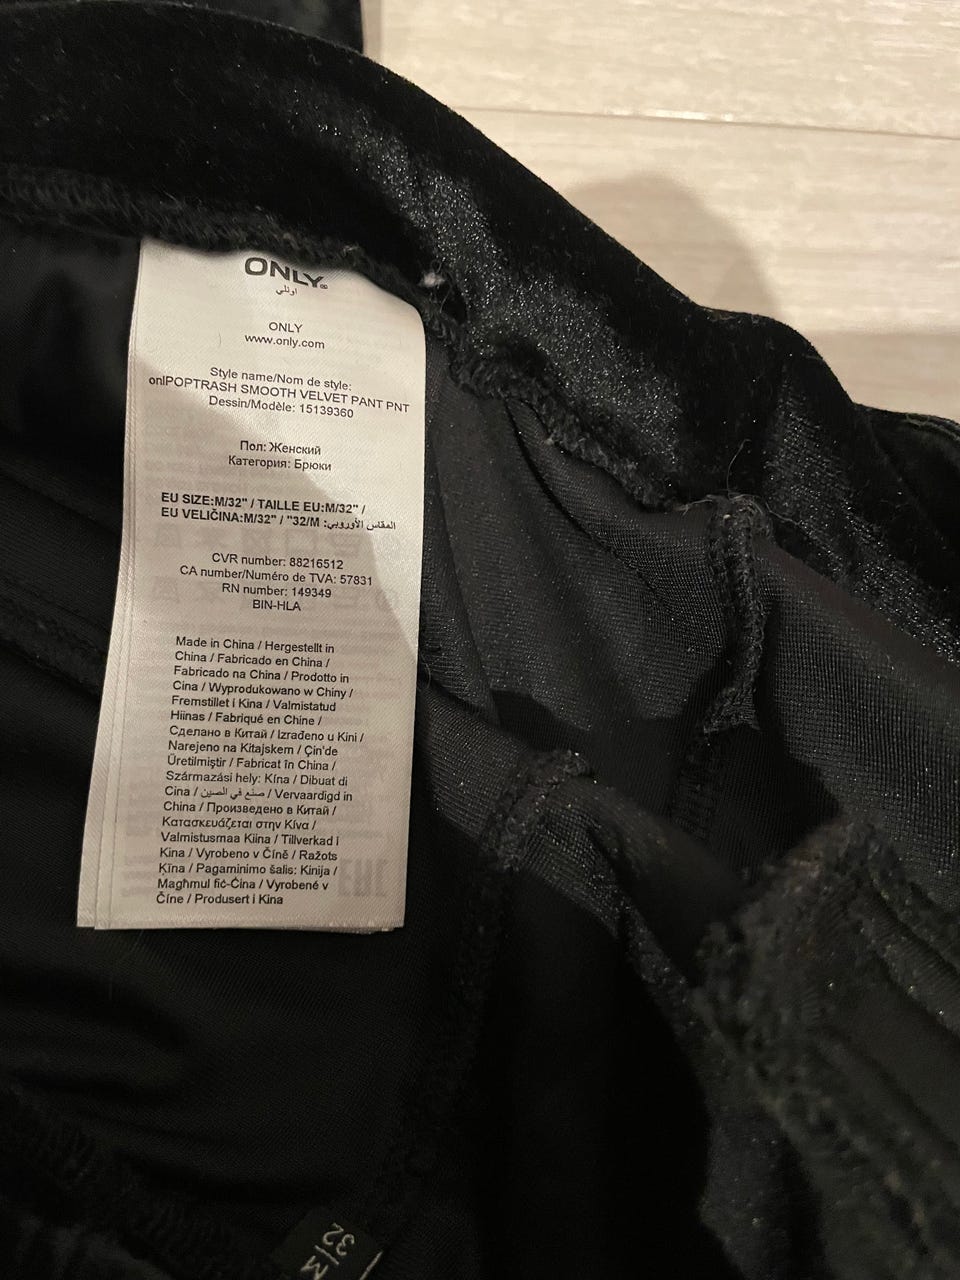 ONLY
اونلي
ONLY
www.only.com
Style name/Nom de style:
onlPOPTRASH SMOOTH VELVET PANT PNT
Dessin/Modèle: 15139360
Пол: Женский
Категория: Брюки
EU SIZE:M/32" / TAILLE EU:M/32" /
EU VELIČINA:M/32" / "32/M :المقاس الأوروبي
CVR number: 88216512
CA number/Numéro de TVA: 57831
RN number: 149349
BIN-HLA
Made in China / Hergestellt in
China / Fabricado en China /
Fabricado na China / Prodotto in
Cina / Wyprodukowano w Chiny /
Fremstillet i Kina / Valmistatud
Hiinas / Fabriqué en Chine /
Сделано в Китай / Izrađeno u Kini /
Narejeno na Kitajskem / Çin'de
Üretilmiştir / Fabricat în China /
Származási hely: Kína / Dibuat di
Cina / صنع في الصين / Vervaardigd in
China / Произведено в Китай /
Κατασκευάζεται στην Κίνα /
Valmistusmaa Kiina / Tillverkad i
Kina / Vyrobeno v Číně / Ražots
Ķīna / Pagaminimo šalis: Kinija /
Magħmul fiċ-Ċina / Vyrobené v
Číne / Produsert i Kina
M|32